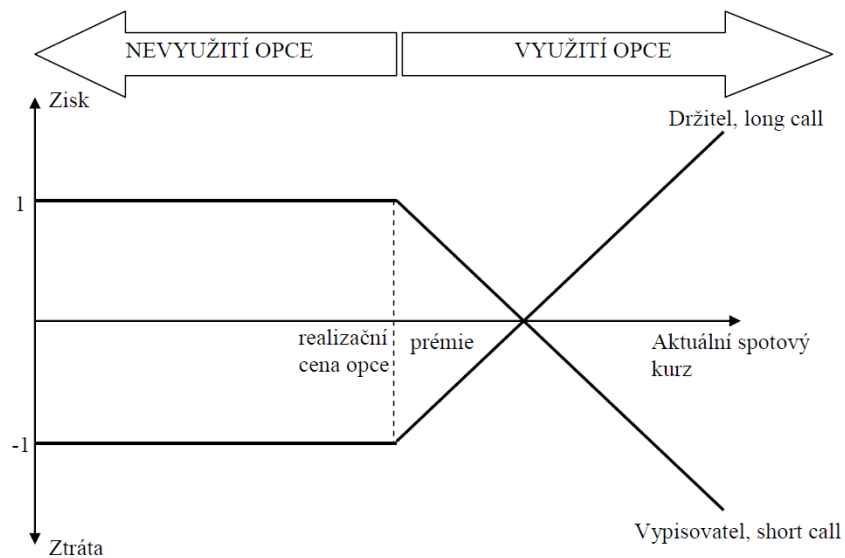 NEVYUŽITÍ OPCE
VYUŽITÍ OPCE
Zisk
Držitel, long call
1
realizační
cena opce
prémie
Aktuální spotový
kurz
-1
Vypisovatel, short call
Ztráta